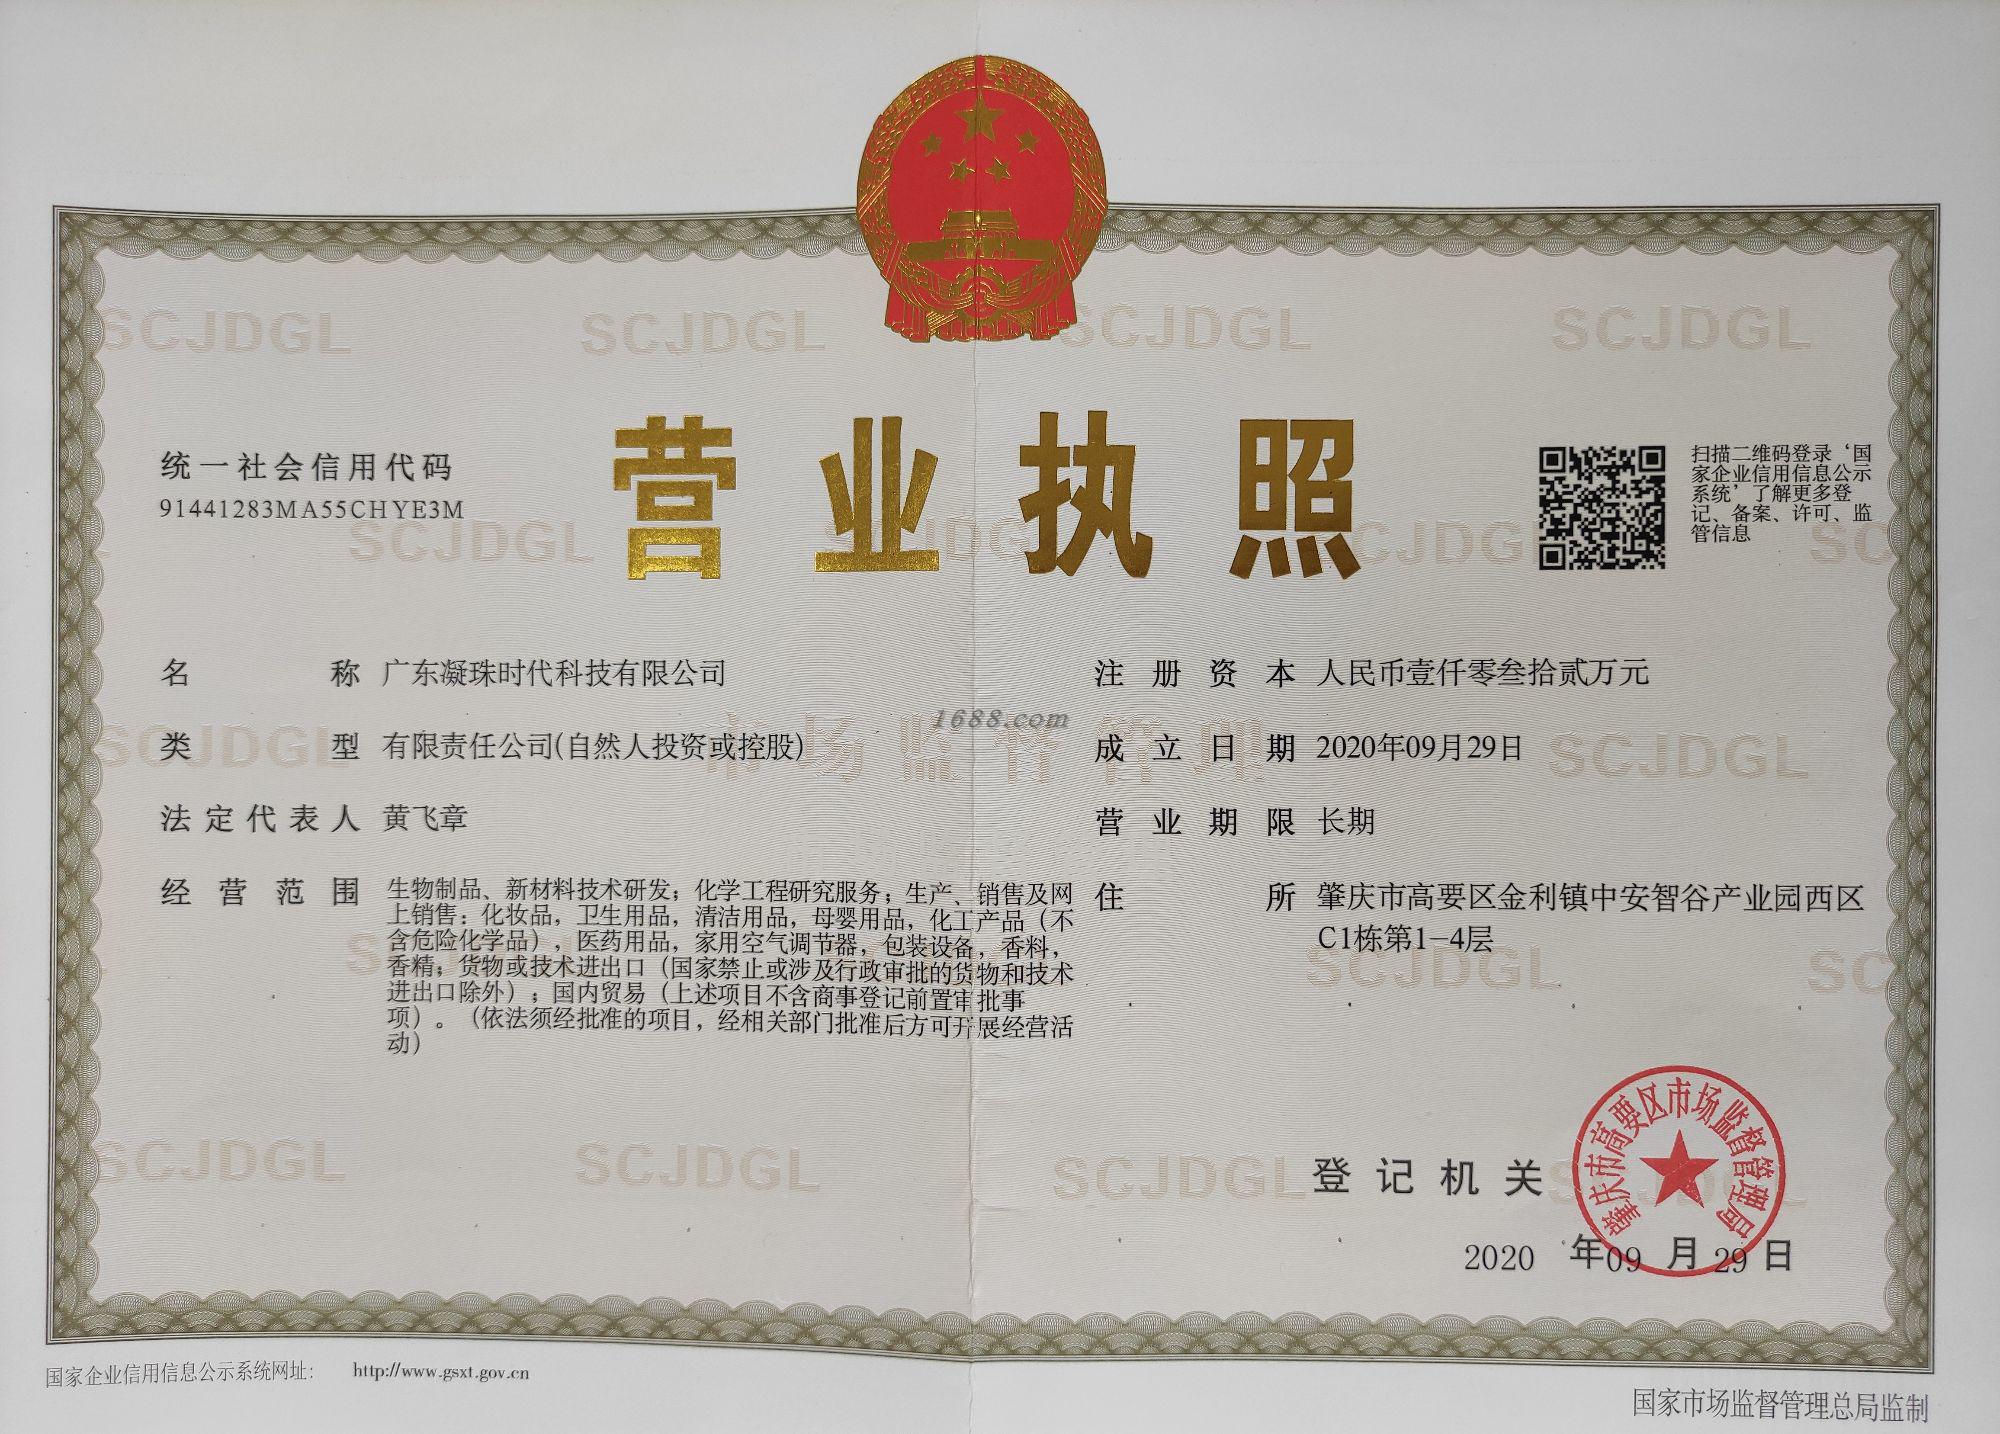 SCJDGL SCJDGL SCJDGL SCJDGL
营业执照
统一社会信用代码
91441283MA55CHYE3M
扫描二维码登录‘国
家企业信用信息公示
系统’了解更多登
记、备案、许可、监
管信息
名称 广东凝珠时代科技有限公司
类型 有限责任公司(自然人投资或控股)
法定代表人 黄飞章
经营范围 生物制品、新材料技术研发；化学工程研究服务；生产、销售及网
上销售：化妆品，卫生用品，清洁用品，母婴用品，化工产品（不
含危险化学品），医药用品，家用空气调节器，包装设备，香料，
香精；货物或技术进出口（国家禁止或涉及行政审批的货物和技术
进出口除外）；国内贸易（上述项目不含商事登记前置审批事
项）。（依法须经批准的项目，经相关部门批准后方可开展经营活
动）
注册资本 人民币壹仟零叁拾贰万元
成立日期 2020年09月29日
营业期限 长期
住所 肇庆市高要区金利镇中安智谷产业园西区
C1栋第1-4层
1688.com
市场监督管理
登记机关
肇庆市高要区市场监督管理局
2020 年 09 月 29 日
国家企业信用信息公示系统网址： http://www.gsxt.gov.cn
国家市场监督管理总局监制